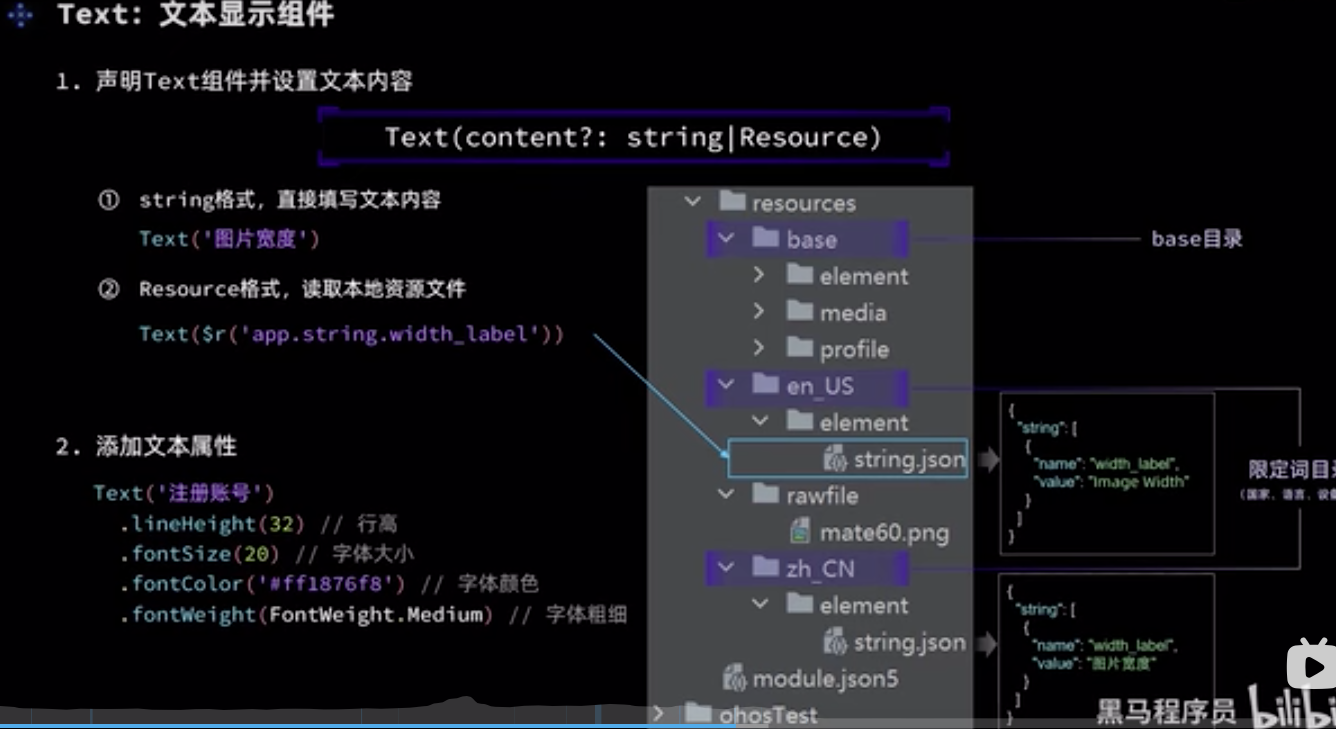 Text: 文本显示组件
1. 声明Text组件并设置文本内容
Text(content?: string|Resource)
① string格式，直接填写文本内容
Text('图片宽度')
② Resource格式，读取本地资源文件
Text($r('app.string.width_label'))
2. 添加文本属性
Text('注册账号')
.lineHeight(32) // 行高
.fontSize(20) // 字体大小
.fontColor('#ff1876f8') // 字体颜色
.fontWeight(FontWeight.Medium) // 字体粗细
resources
base
element
media
profile
en_US
element
string.json
rawfile
mate60.png
zh_CN
element
string.json
module.json5
ohosTest
base目录
{
"string": [
{
"name": "width_label",
"value": "Image Width"
}
]
}
限定词目
（国家、语言、设
{
"string": [
{
"name": "width_label",
"value": "图片宽度"
}
]
}
黑马程序员 bilibi